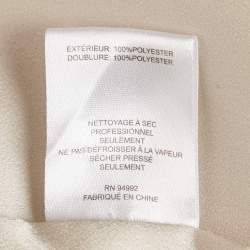 EXTÉRIEUR: 100%POLYESTER
DOUBLURE: 100%POLYESTER
NETTOYAGE À SEC
PROFESSIONNEL
SEULEMENT
NE PAS DÉFROISSER À LA VAPEUR
SÉCHER PRESSÉ
SEULEMENT
RN 94992
FABRIQUÉ EN CHINE